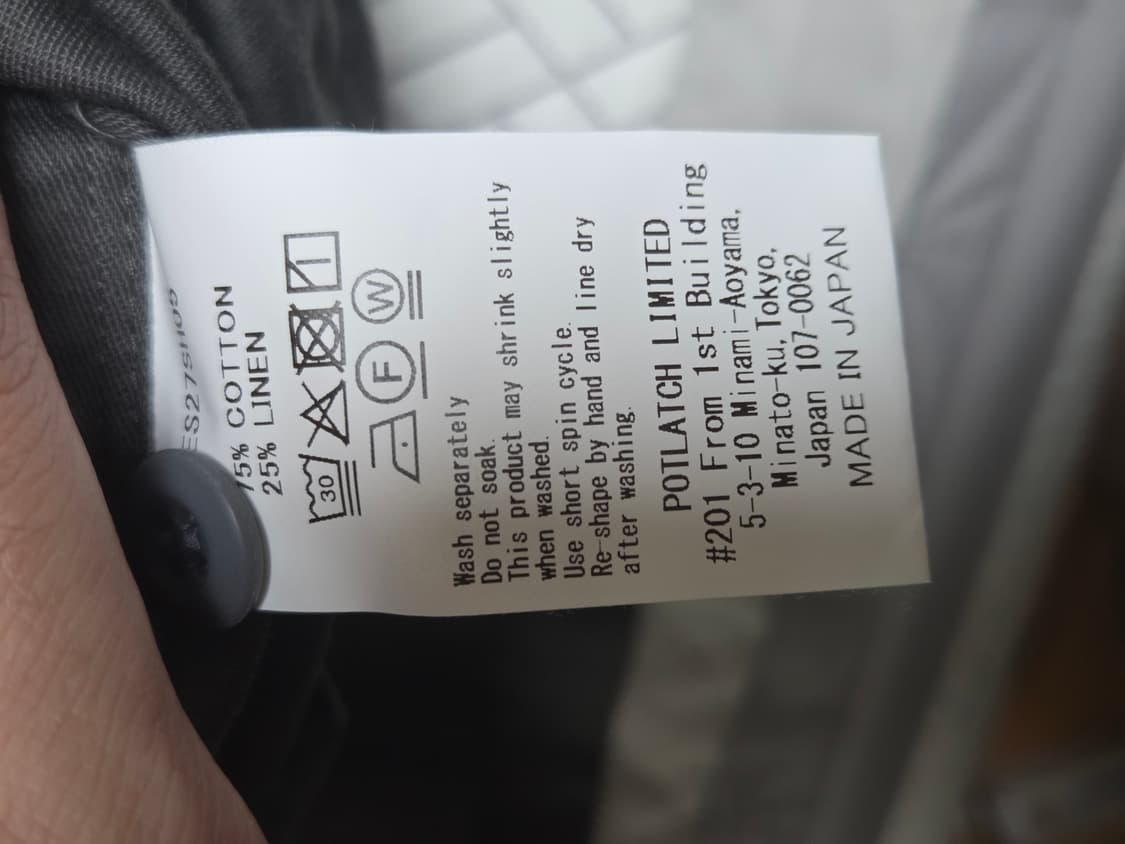 ES27SH05
75% COTTON
25% LINEN
30
F W
Wash separately
Do not soak.
This product may shrink slightly
when washed.
Use short spin cycle.
Re-shape by hand and line dry
after washing.
POTLATCH LIMITED
#201 From 1st Building
5-3-10 Minami-Aoyama,
Minato-ku, Tokyo,
Japan 107-0062
MADE IN JAPAN